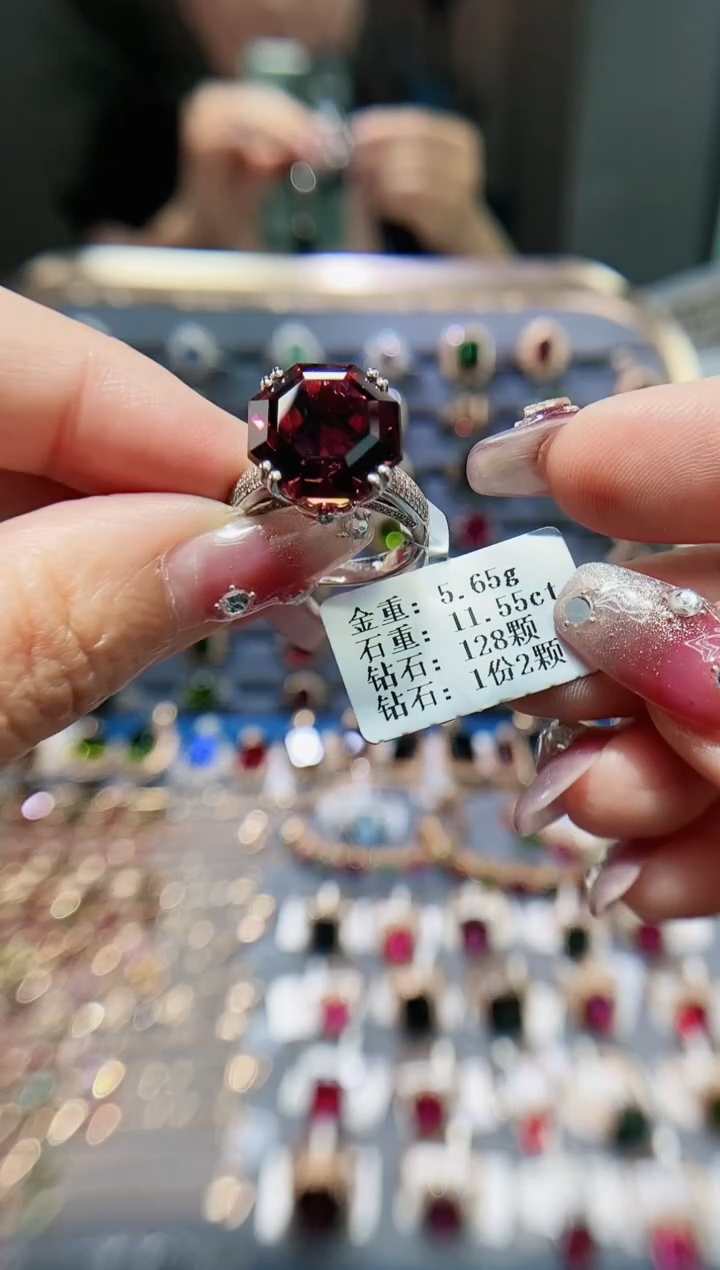 金重： 5.65g
石重： 11.55ct
钻石： 128颗
钻石： 1份2颗